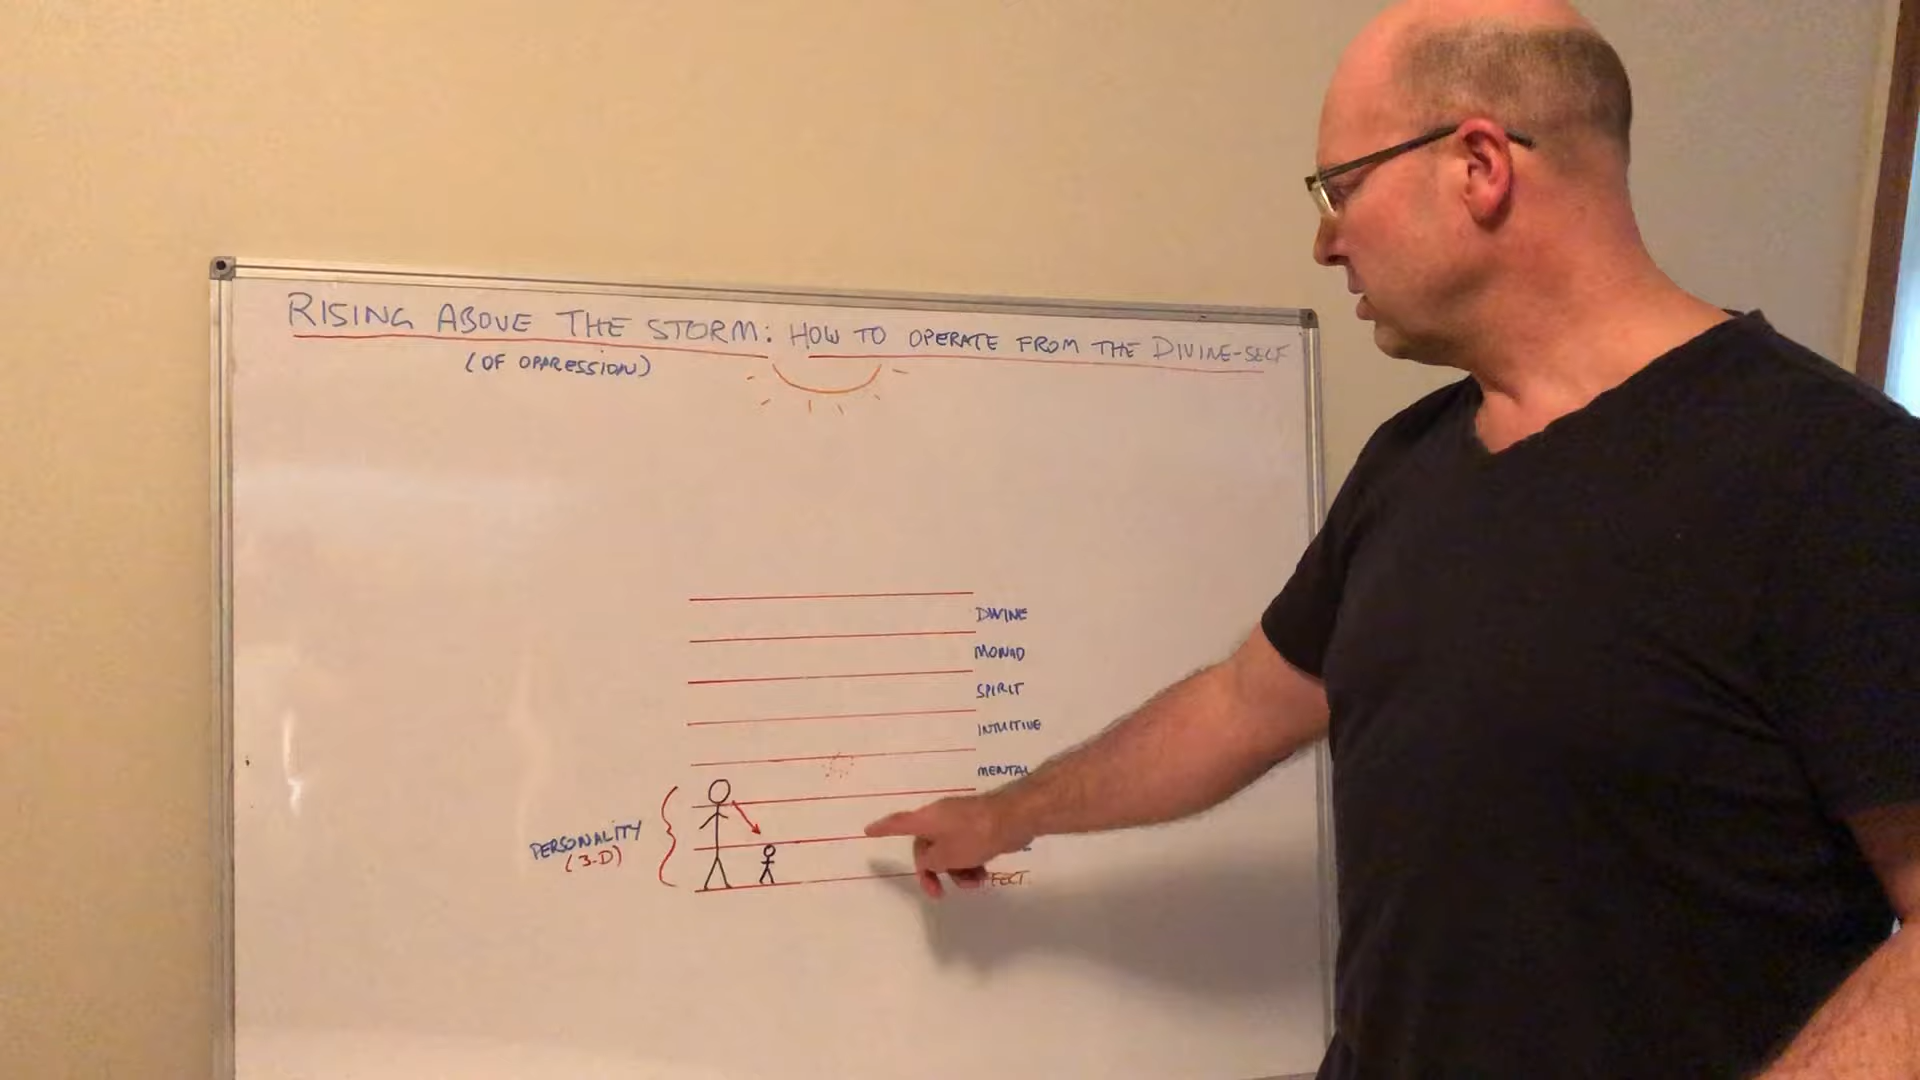 RISING ABOVE THE STORM: HOW TO OPERATE FROM THE DIVINE-SELF
(OF OPPRESSION)
DIVINE
MONAD
SPIRIT
INTUITIVE
MENTAL
PERSONALITY
(3-D)